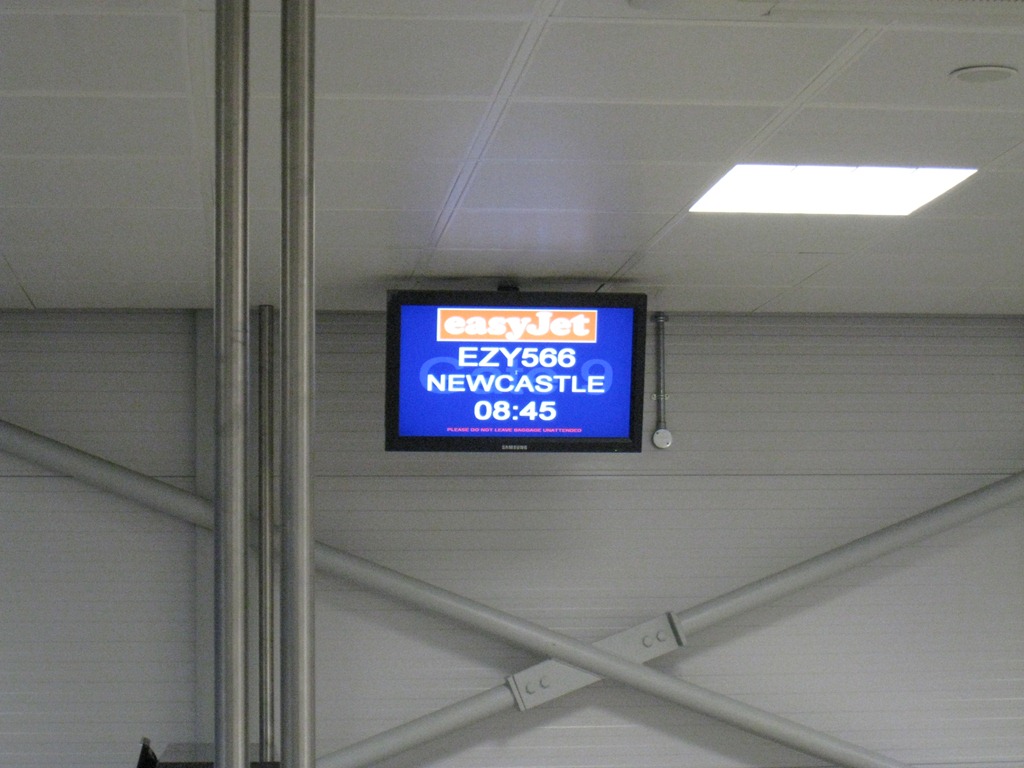 easyJet
EZY566
NEWCASTLE
08:45
PLEASE DO NOT LEAVE BAGGAGE UNATTENDED
SAMSUNG